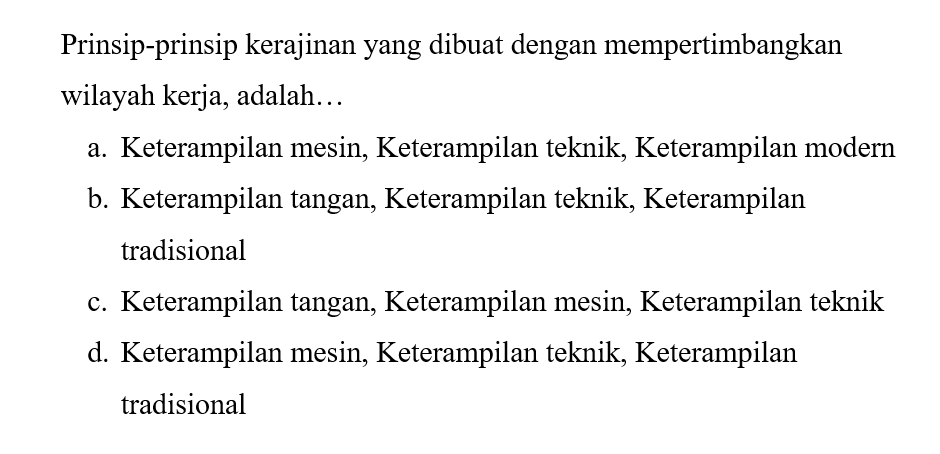 Prinsip-prinsip kerajinan yang dibuat dengan mempertimbangkan
wilayah kerja, adalah…
a. Keterampilan mesin, Keterampilan teknik, Keterampilan modern
b. Keterampilan tangan, Keterampilan teknik, Keterampilan
tradisional
c. Keterampilan tangan, Keterampilan mesin, Keterampilan teknik
d. Keterampilan mesin, Keterampilan teknik, Keterampilan
tradisional